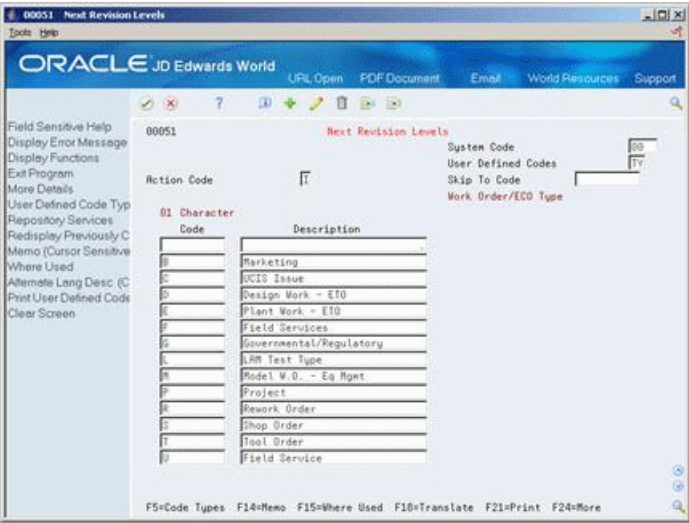 00051 Next Revision Levels
Tools Help
ORACLE JD Edwards World
URL Open PDF Document Email World Resources Support
Field Sensitive Help
Display Error Message
Display Functions
Exit Program
More Details
User Defined Code Typ
Repository Services
Redisplay Previously C
Memo (Cursor Sensitive
Where Used
Alternate Lang Desc (C
Print User Defined Code
Clear Screen
00051 Next Revision Levels
System Code 00
User Defined Codes TY
Action Code I Skip To Code
Work Order/ECO Type
01 Character
Code Description
.
B Marketing
C UCIS Issue
D Design Work - ETO
E Plant Work - ETO
F Field Services
G Governmental/Regulatory
L LAM Test Type
M Model W.O. - Eq Mgmt
P Project
R Rework Order
S Shop Order
T Tool Order
U Field Service
F5=Code Types F14=Memo F15=Where Used F18=Translate F21=Print F24=More